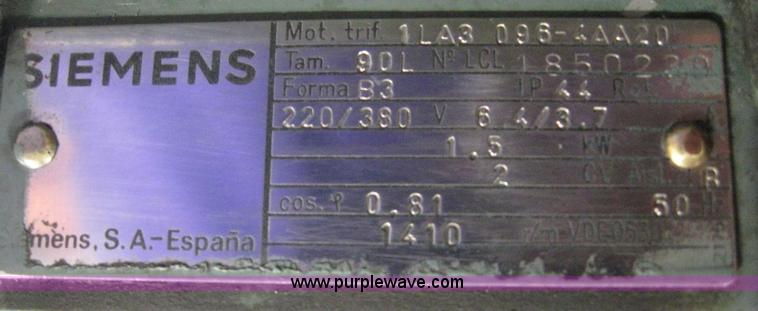 SIEMENS
Mot. trif. 1LA3 096-4AA20
Tam. 90L Nº LCL
Forma B3 IP 44
220/380 V 6.4/3.7
1.5 KW
2 CV
cos. φ 0.81 50
1410
S.A.-España
www.purplewave.com